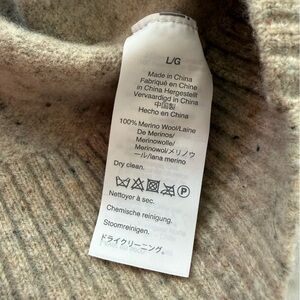 L/G
Made in China
Fabriqué en Chine
in China Hergestellt
Vervaardigd in China
中国製
Hecho en China
100% Merino Wool/Laine
De Merinos/
Merinowolle/
Merinowol/メリノウ
ール/lana merino
Dry clean.
P
Nettoyer à sec.
Chemische reinigung.
Stoomreinigen.
ドライクリーニング。